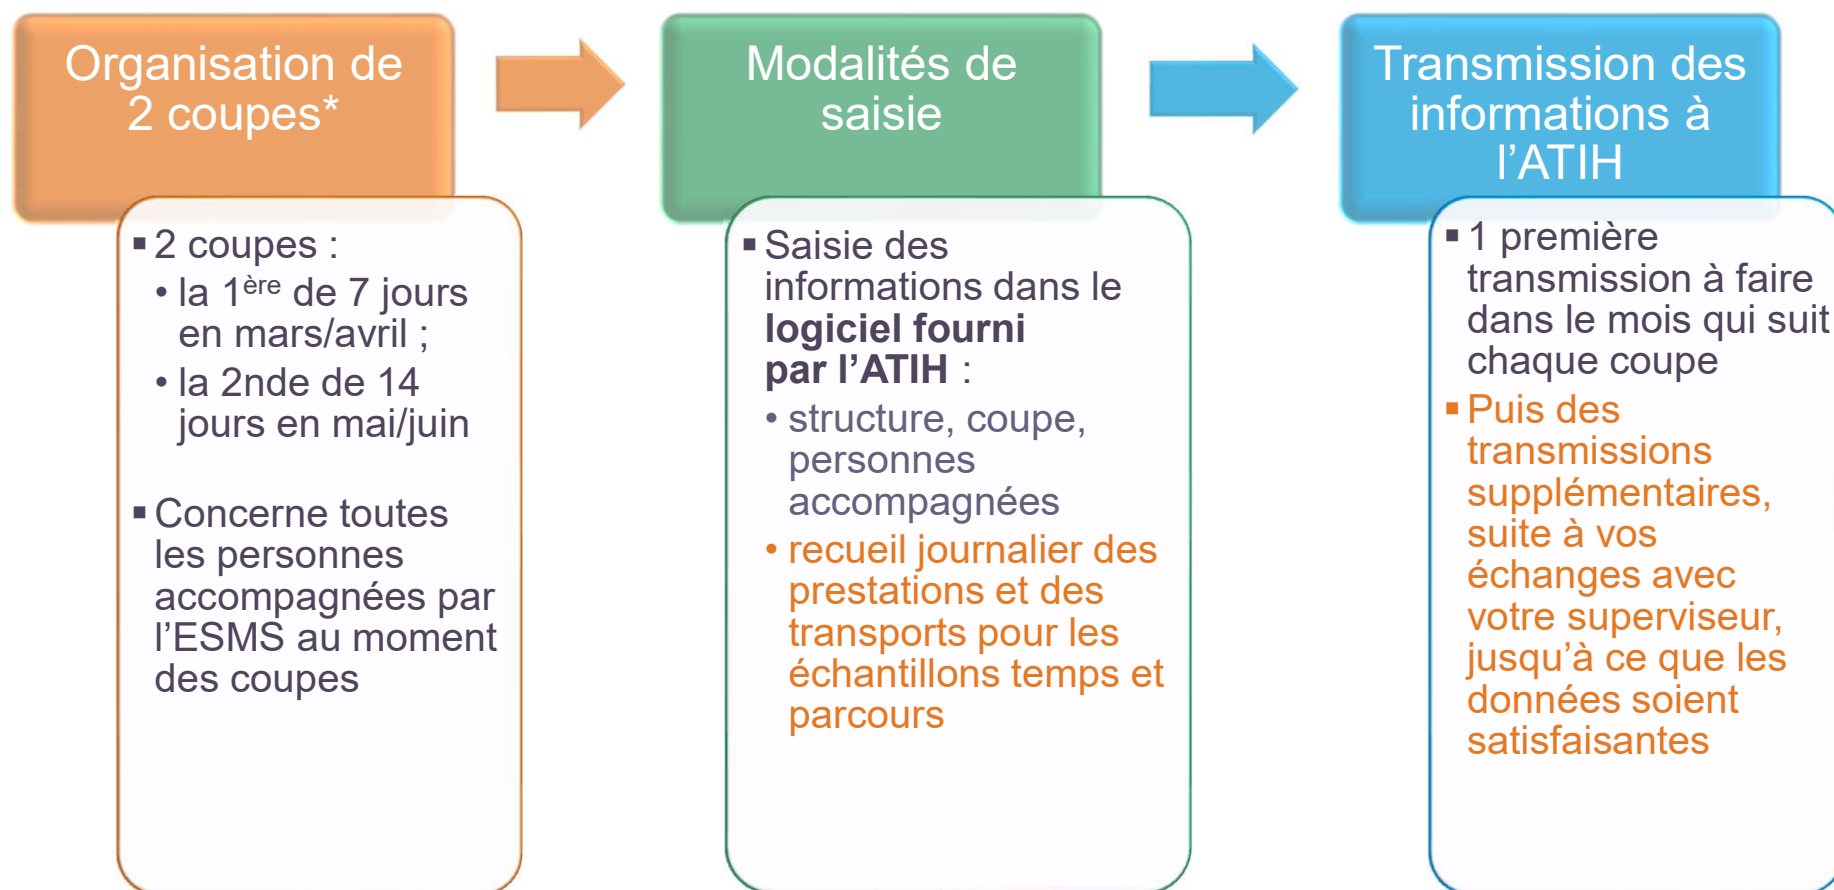 Organisation de
2 coupes*
▪ 2 coupes :
• la 1ère de 7 jours
en mars/avril ;
• la 2nde de 14
jours en mai/juin
▪ Concerne toutes
les personnes
accompagnées par
l’ESMS au moment
des coupes
Modalités de
saisie
▪ Saisie des
informations dans le
logiciel fourni
par l’ATIH :
• structure, coupe,
personnes
accompagnées
• recueil journalier des
prestations et des
transports pour les
échantillons temps et
parcours
Transmission des
informations à
l’ATIH
▪ 1 première
transmission à faire
dans le mois qui suit
chaque coupe
▪ Puis des
transmissions
supplémentaires,
suite à vos
échanges avec
votre superviseur,
jusqu’à ce que les
données soient
satisfaisantes